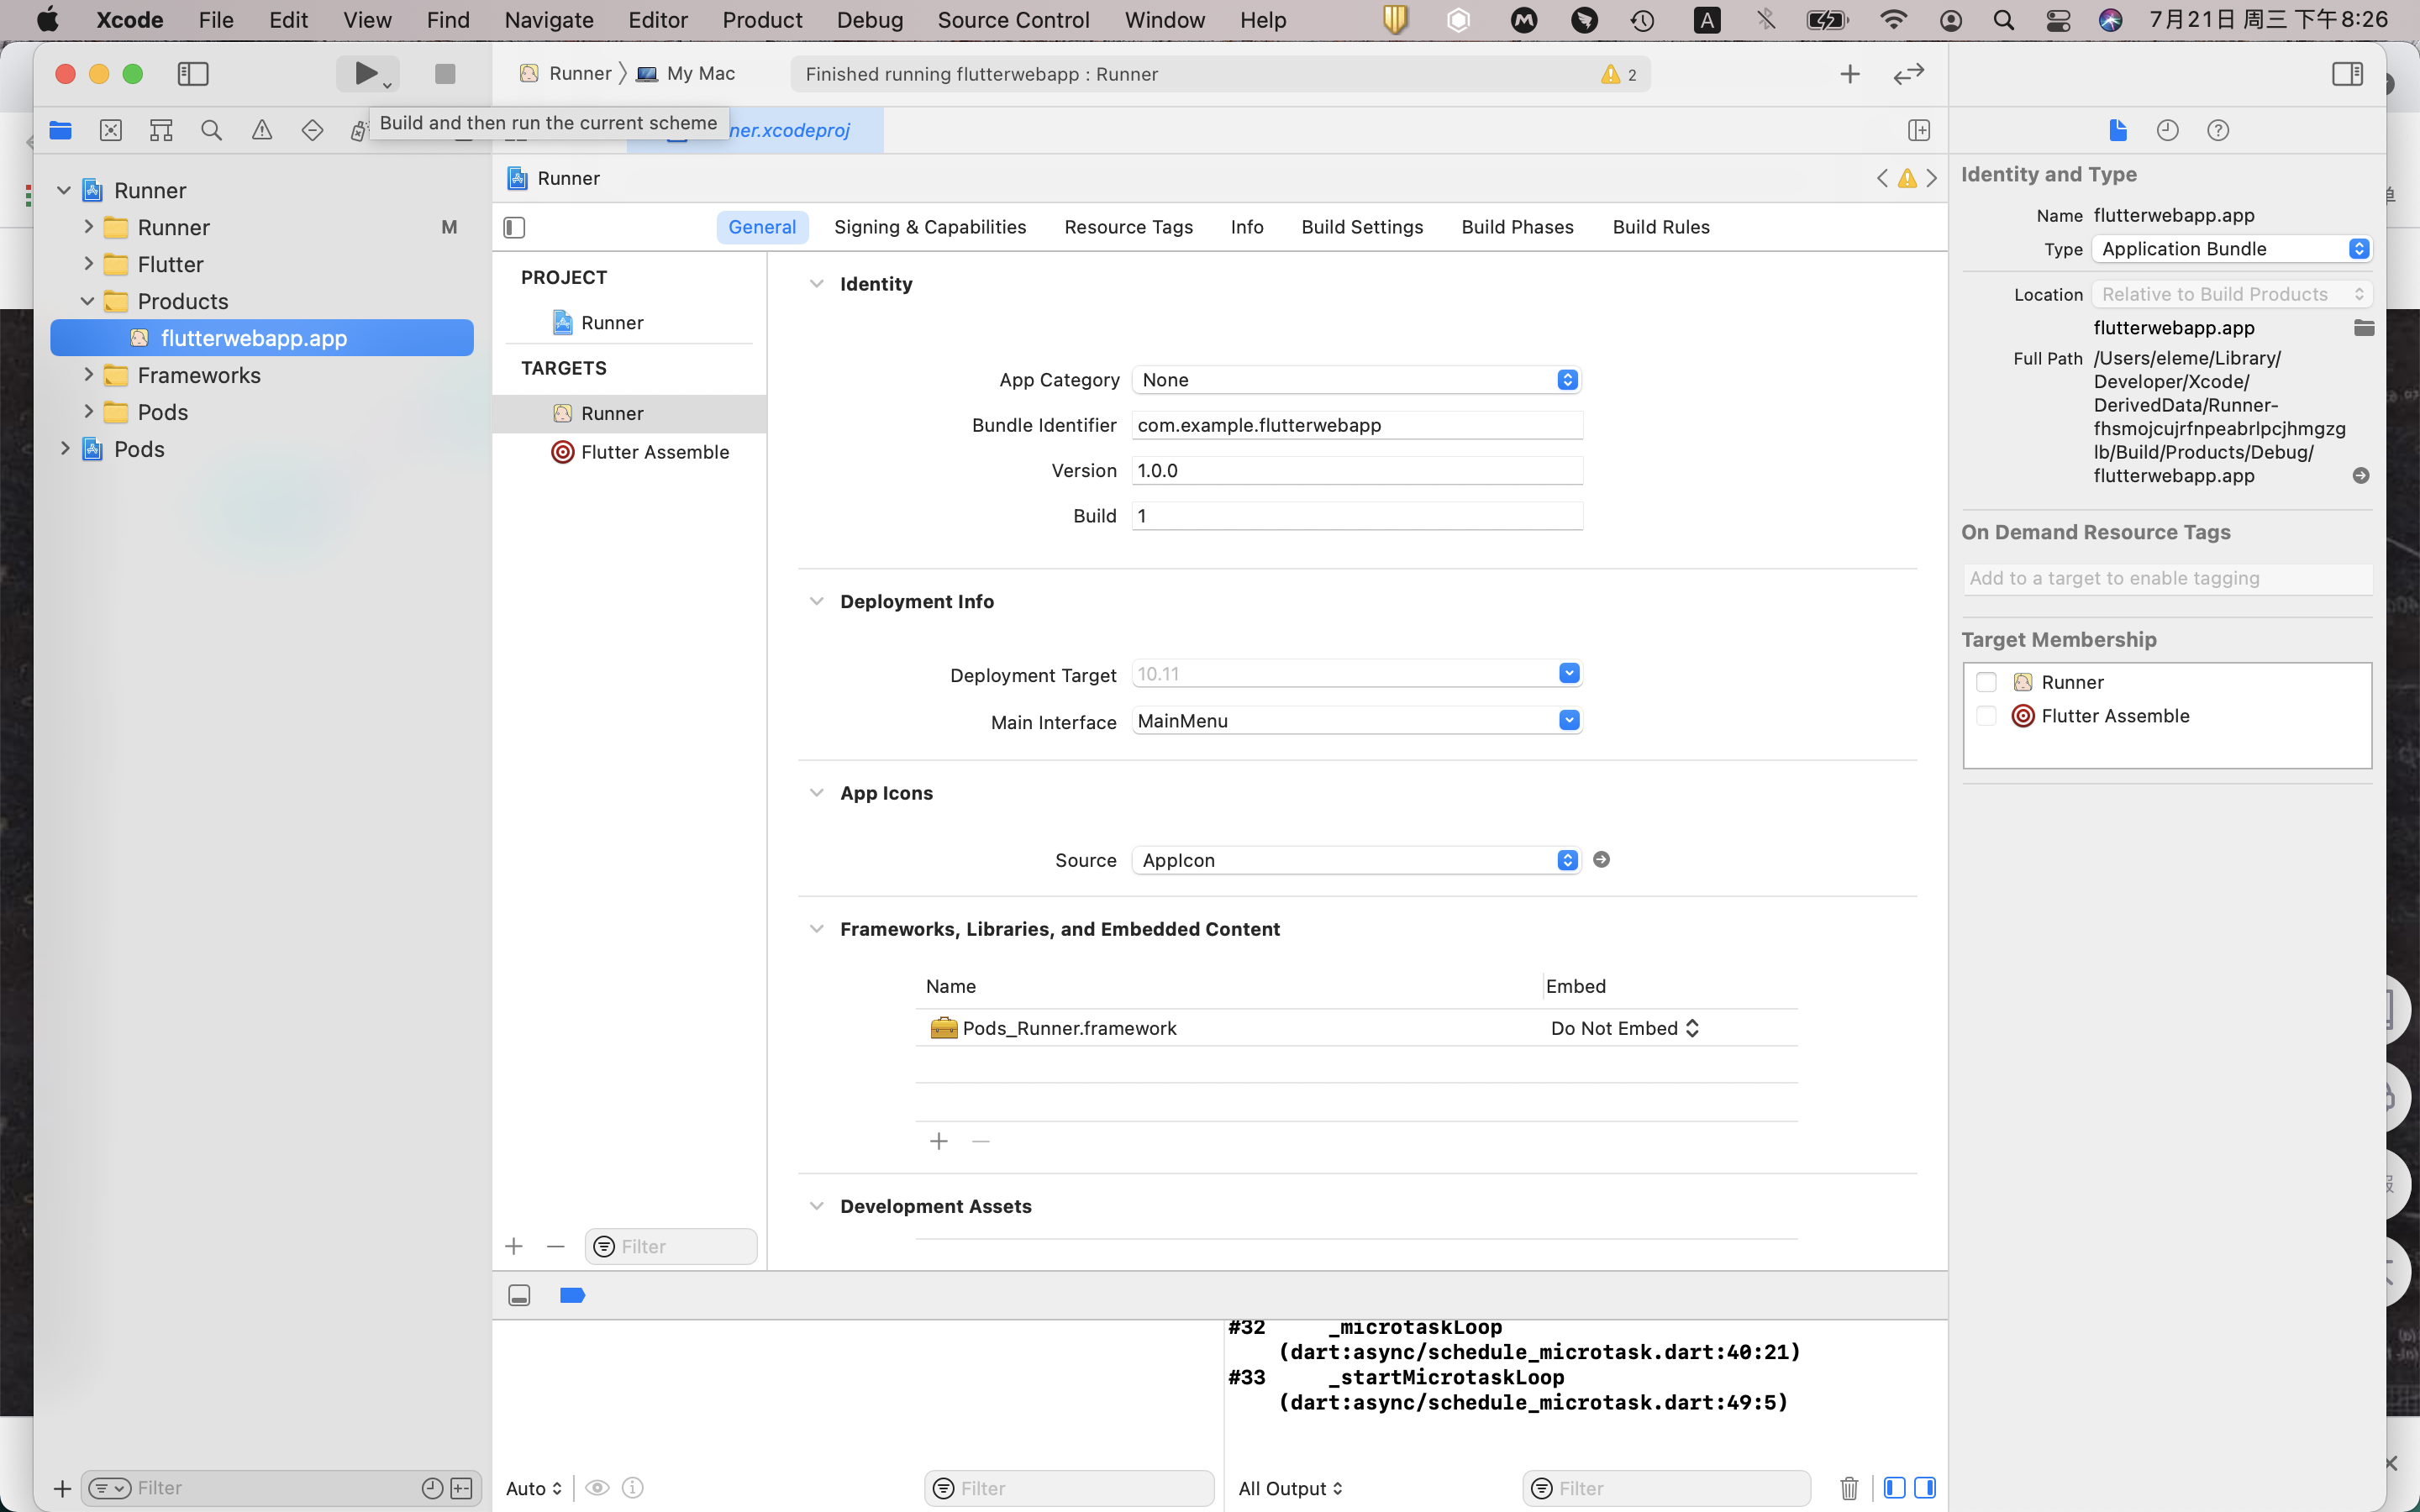 Xcode File Edit View Find Navigate Editor Product Debug Source Control Window Help A 7月21日 周三 下午8:26
Runner My Mac
Finished running flutterwebapp : Runner
2
Build and then run the current scheme
ner.xcodeproj
Runner
Runner M
Flutter
Products
flutterwebapp.app
Frameworks
Pods
Pods
Filter
Runner
General Signing & Capabilities Resource Tags Info Build Settings Build Phases Build Rules
PROJECT
Runner
TARGETS
Runner
Flutter Assemble
Filter
Identity
App Category None
Bundle Identifier com.example.flutterwebapp
Version 1.0.0
Build 1
Deployment Info
Deployment Target 10.11
Main Interface MainMenu
App Icons
Source AppIcon
Frameworks, Libraries, and Embedded Content
Name Embed
Pods_Runner.framework Do Not Embed
Development Assets
#32 _microtaskLoop
(dart:async/schedule_microtask.dart:40:21)
#33 _startMicrotaskLoop
(dart:async/schedule_microtask.dart:49:5)
Auto Filter All Output Filter
Identity and Type
Name flutterwebapp.app
Type Application Bundle
Location Relative to Build Products
flutterwebapp.app
Full Path /Users/eleme/Library/
Developer/Xcode/
DerivedData/Runner-
fhsmojcujrfnpeabrlpcjhmgzg
lb/Build/Products/Debug/
flutterwebapp.app
On Demand Resource Tags
Add to a target to enable tagging
Target Membership
Runner
Flutter Assemble